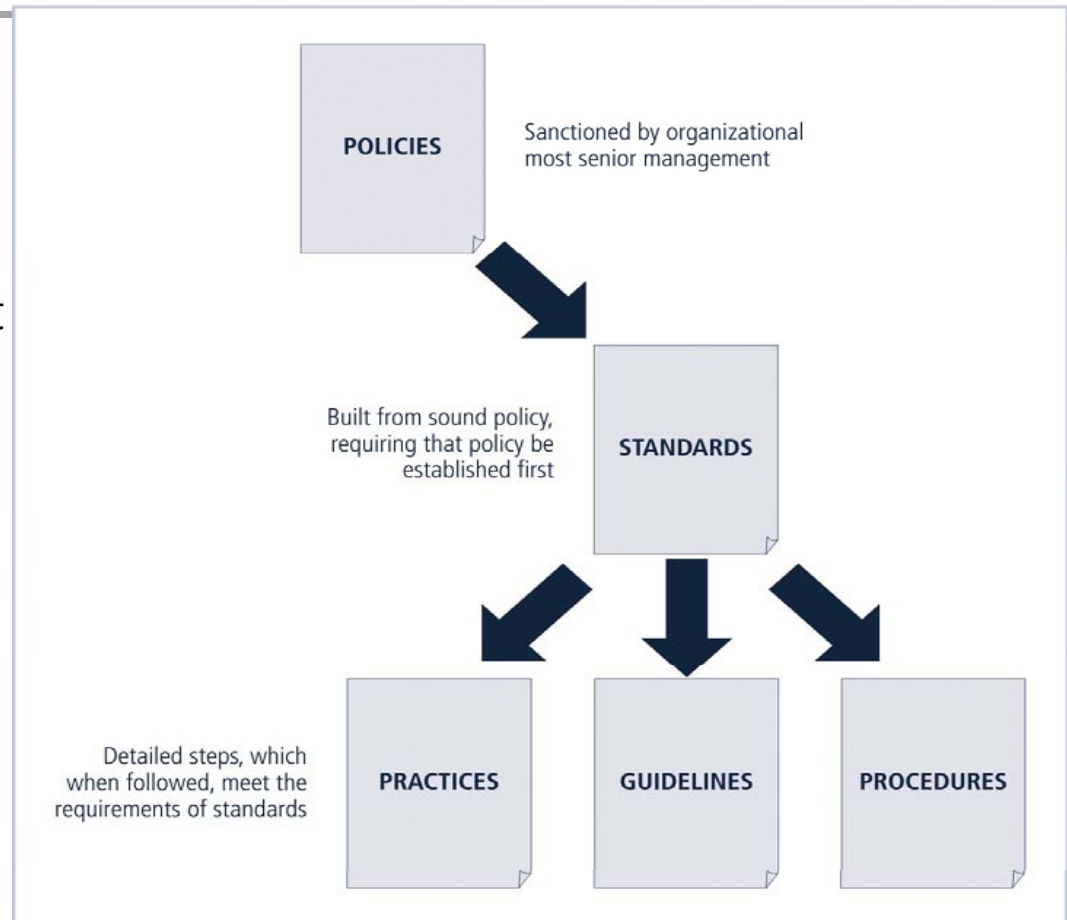 POLICIES
Sanctioned by organizational
most senior management
Built from sound policy,
requiring that policy be
established first
STANDARDS
Detailed steps, which
when followed, meet the
requirements of standards
PRACTICES
GUIDELINES
PROCEDURES